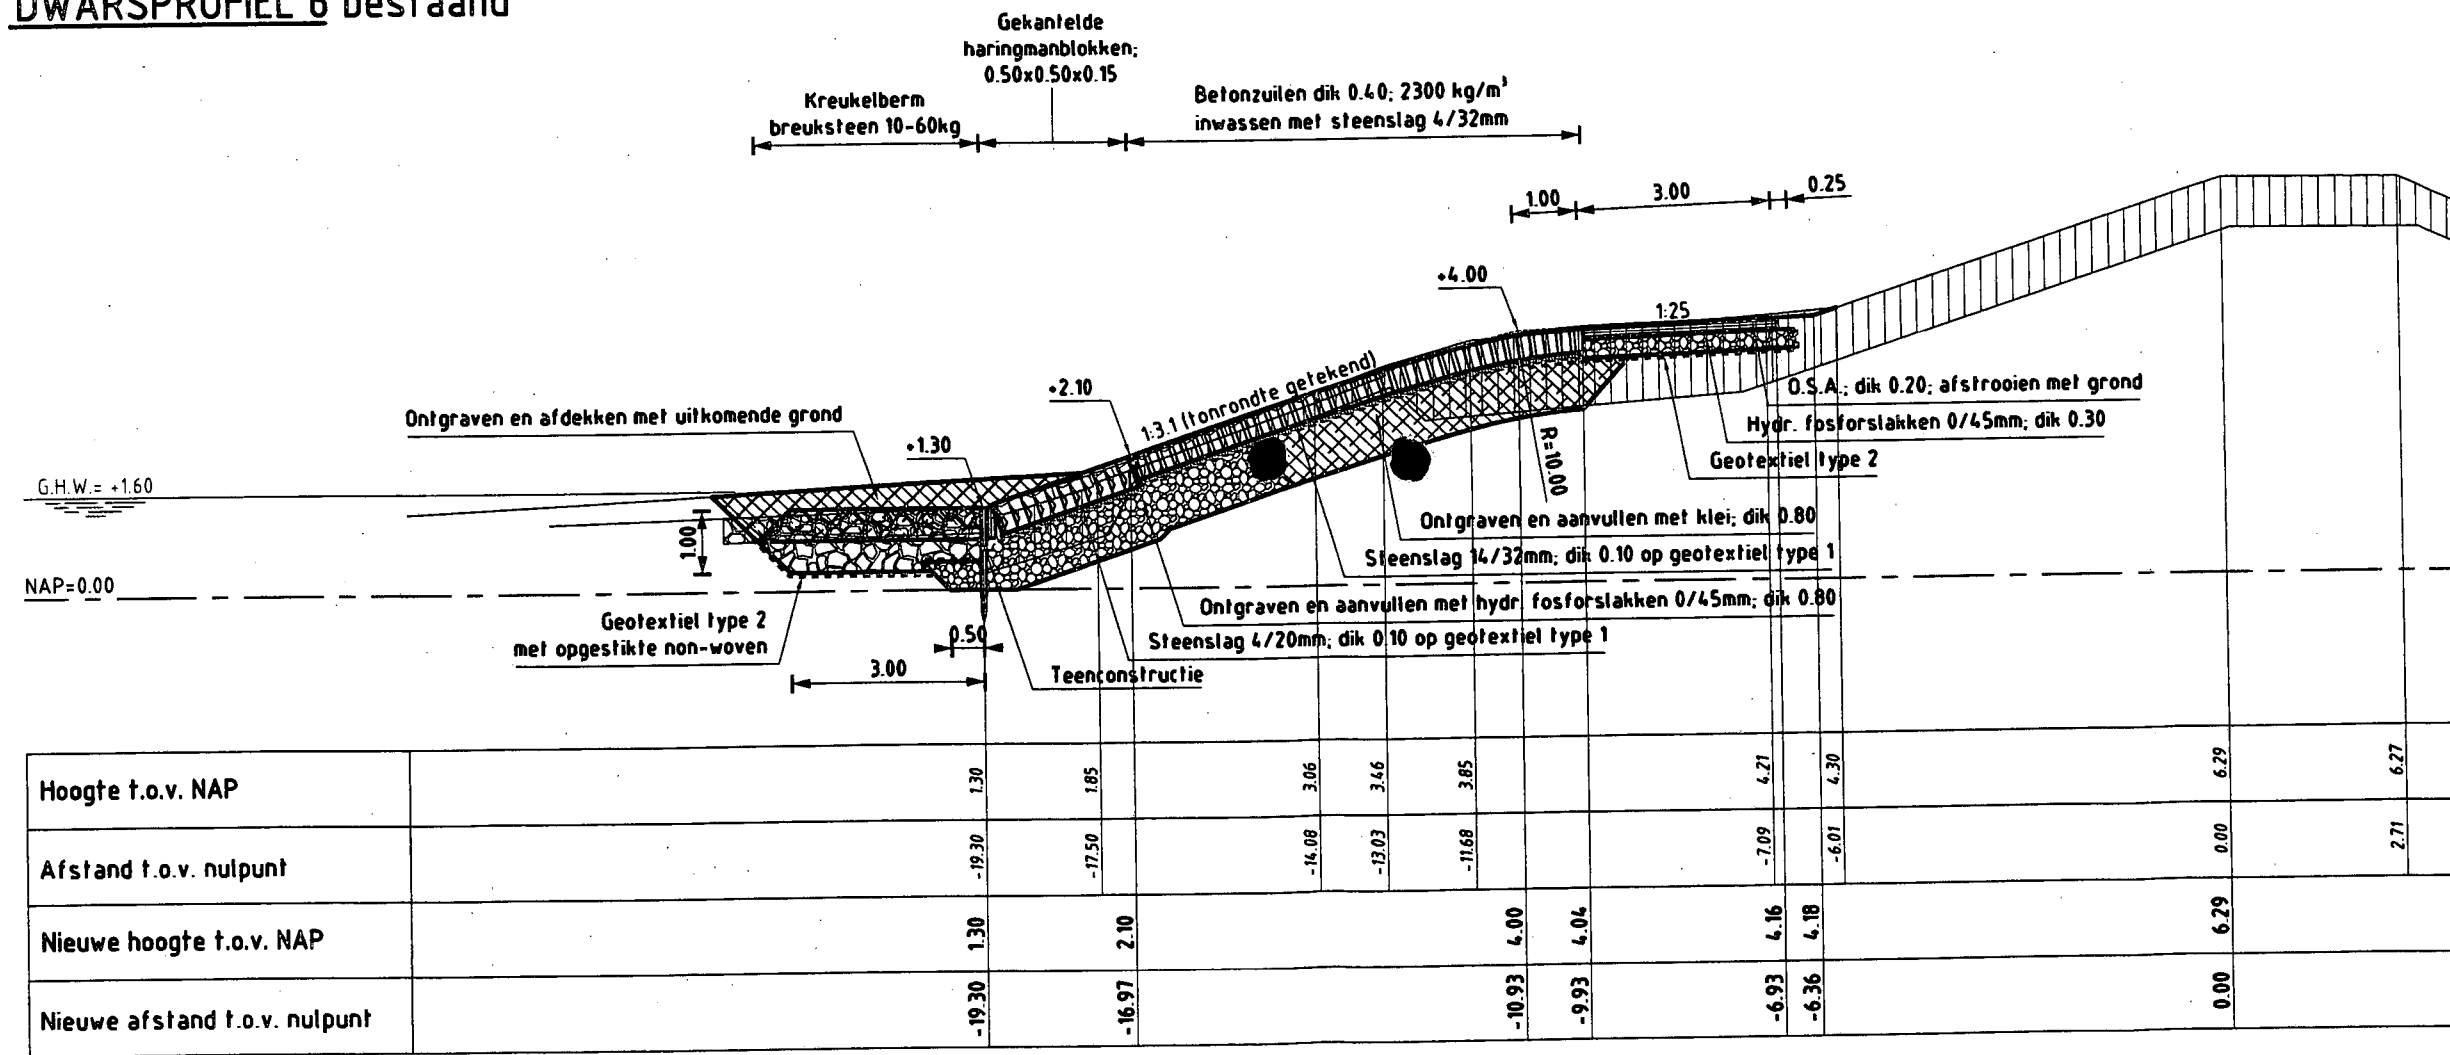 DWARSPROFIEL 6 bestaand
Gekantelde
haringmanblokken;
0.50x0.50x0.15
Kreukelberm
breuksteen 10-60kg
Betonzuilen dik 0.40; 2300 kg/m³
inwassen met steenslag 4/32mm
1.00
3.00
0.25
+4.00
1:25
1:3.1 (tonrondte getekend)
+2.10
Ontgraven en afdekken met uitkomende grond
+1.30
O.S.A.; dik 0.20; afstrooien met grond
Hydr. fosforslakken 0/45mm; dik 0.30
Geotextiel type 2
R=10.00
G.H.W.= +1.60
1.00
NAP=0.00
Ontgraven en aanvullen met klei; dik 0.80
Steenslag 14/32mm; dik 0.10 op geotextiel type 1
Ontgraven en aanvullen met hydr. fosforslakken 0/45mm; dik 0.80
Steenslag 4/20mm; dik 0.10 op geotextiel type 1
Geotextiel type 2
met opgestikte non-woven
0.50
3.00
Teenconstructie
Hoogte t.o.v. NAP 1.30 1.85 3.06 3.46 3.85 4.21 4.30 6.29 6.27
Afstand t.o.v. nulpunt -19.30 -17.50 -14.08 -13.03 -11.68 -7.09 -6.01 0.00 2.71
Nieuwe hoogte t.o.v. NAP 1.30 2.10 4.00 4.04 4.16 4.18 6.29
Nieuwe afstand t.o.v. nulpunt -19.30 -16.97 -10.93 -9.93 -6.93 -6.36 0.00